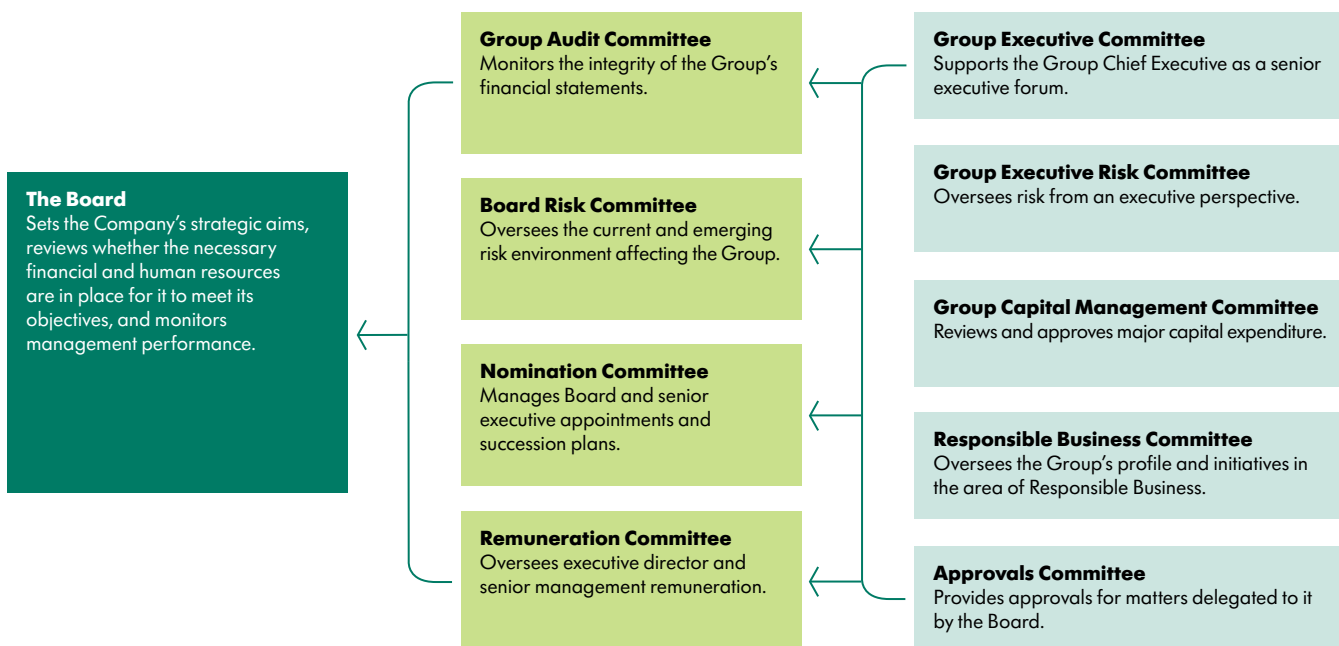 The Board
Sets the Company’s strategic aims,
reviews whether the necessary
financial and human resources
are in place for it to meet its
objectives, and monitors
management performance.
Group Audit Committee
Monitors the integrity of the Group’s
financial statements.
Board Risk Committee
Oversees the current and emerging
risk environment affecting the Group.
Nomination Committee
Manages Board and senior
executive appointments and
succession plans.
Remuneration Committee
Oversees executive director and
senior management remuneration.
Group Executive Committee
Supports the Group Chief Executive as a senior
executive forum.
Group Executive Risk Committee
Oversees risk from an executive perspective.
Group Capital Management Committee
Reviews and approves major capital expenditure.
Responsible Business Committee
Oversees the Group’s profile and initiatives in
the area of Responsible Business.
Approvals Committee
Provides approvals for matters delegated to it
by the Board.